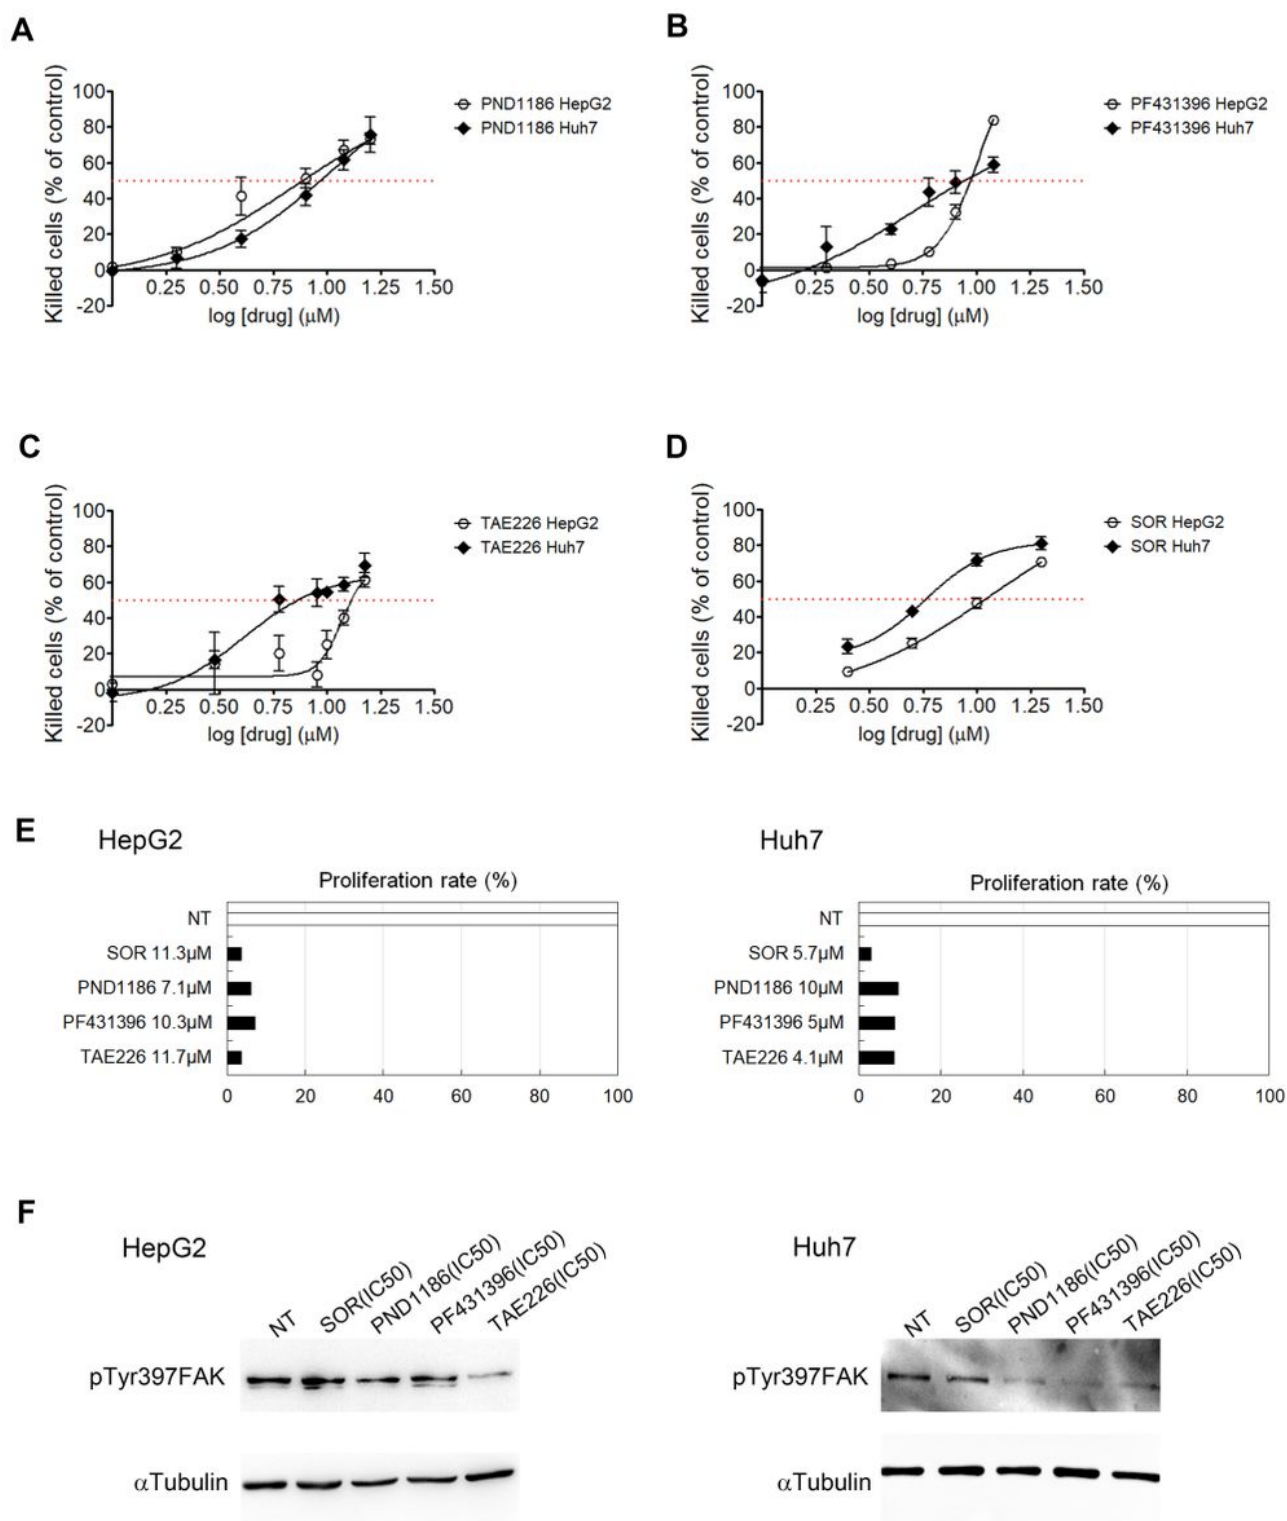 A
Killed cells (% of control)
100
80
60
40
20
0
-20
0.25 0.50 0.75 1.00 1.25 1.50
log [drug] (μM)
PND1186 HepG2
PND1186 Huh7
B
Killed cells (% of control)
100
80
60
40
20
0
-20
0.25 0.50 0.75 1.00 1.25 1.50
log [drug] (μM)
PF431396 HepG2
PF431396 Huh7
C
Killed cells (% of control)
100
80
60
40
20
0
-20
0.25 0.50 0.75 1.00 1.25 1.50
log [drug] (μM)
TAE226 HepG2
TAE226 Huh7
D
Killed cells (% of control)
100
80
60
40
20
0
-20
0.25 0.50 0.75 1.00 1.25 1.50
log [drug] (μM)
SOR HepG2
SOR Huh7
E
HepG2
Proliferation rate (%)
NT
SOR 11.3μM
PND1186 7.1μM
PF431396 10.3μM
TAE226 11.7μM
0 20 40 60 80 100
Huh7
Proliferation rate (%)
NT
SOR 5.7μM
PND1186 10μM
PF431396 5μM
TAE226 4.1μM
0 20 40 60 80 100
F
HepG2
NT
SOR(IC50)
PND1186(IC50)
PF431396(IC50)
TAE226(IC50)
pTyr397FAK
αTubulin
Huh7
NT
SOR(IC50)
PND1186(IC50)
PF431396(IC50)
TAE226(IC50)
pTyr397FAK
αTubulin